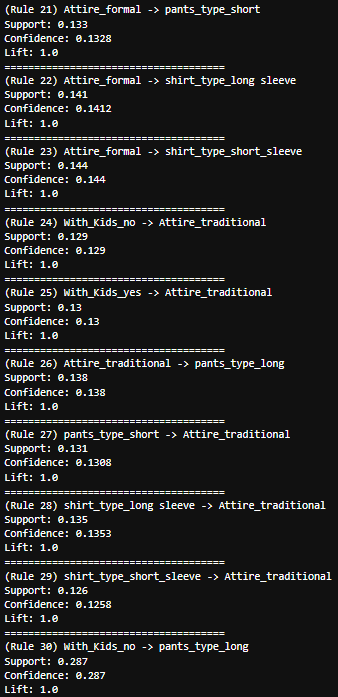 (Rule 21) Attire_formal -> pants_type_short
Support: 0.133
Confidence: 0.1328
Lift: 1.0
=====================================
(Rule 22) Attire_formal -> shirt_type_long sleeve
Support: 0.141
Confidence: 0.1412
Lift: 1.0
=====================================
(Rule 23) Attire_formal -> shirt_type_short_sleeve
Support: 0.144
Confidence: 0.144
Lift: 1.0
=====================================
(Rule 24) With_Kids_no -> Attire_traditional
Support: 0.129
Confidence: 0.129
Lift: 1.0
=====================================
(Rule 25) With_Kids_yes -> Attire_traditional
Support: 0.13
Confidence: 0.13
Lift: 1.0
=====================================
(Rule 26) Attire_traditional -> pants_type_long
Support: 0.138
Confidence: 0.138
Lift: 1.0
=====================================
(Rule 27) pants_type_short -> Attire_traditional
Support: 0.131
Confidence: 0.1308
Lift: 1.0
=====================================
(Rule 28) shirt_type_long sleeve -> Attire_traditional
Support: 0.135
Confidence: 0.1353
Lift: 1.0
=====================================
(Rule 29) shirt_type_short_sleeve -> Attire_traditional
Support: 0.126
Confidence: 0.1258
Lift: 1.0
=====================================
(Rule 30) With_Kids_no -> pants_type_long
Support: 0.287
Confidence: 0.287
Lift: 1.0